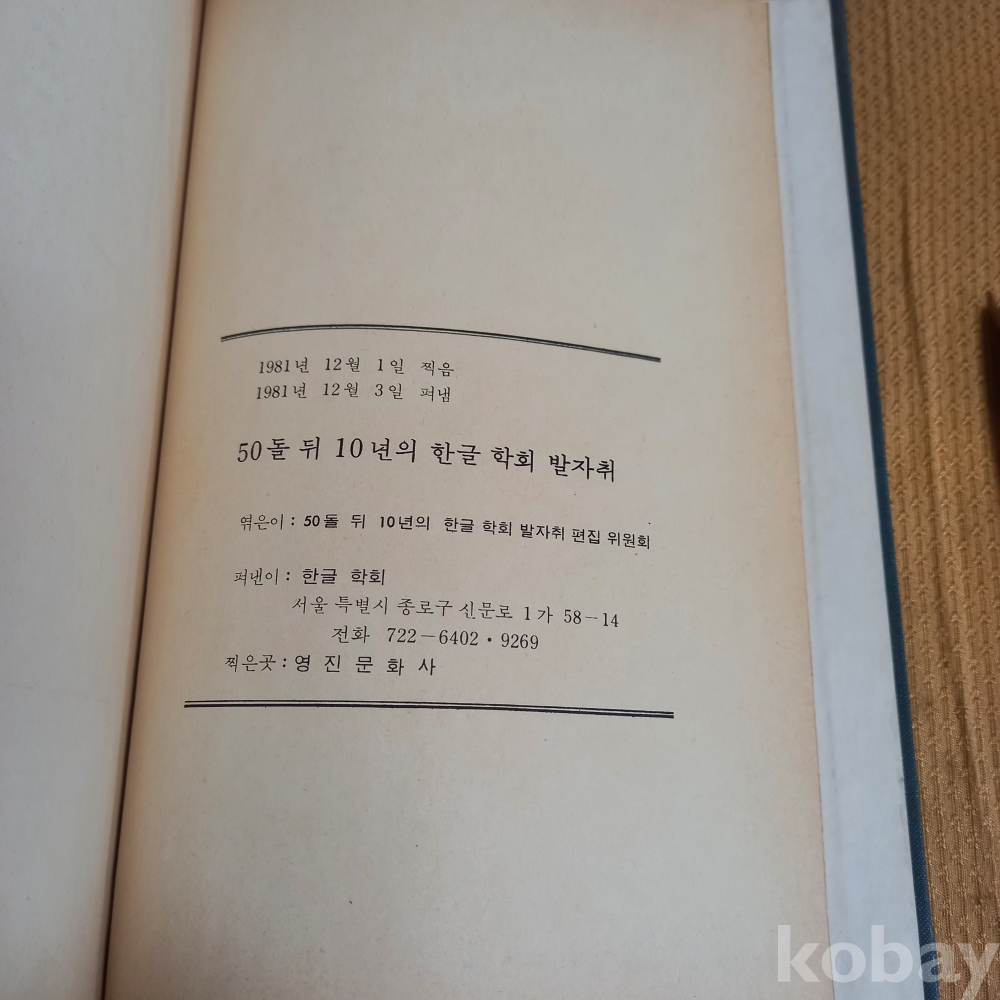 1981년 12월 1일 찍음
1981년 12월 3일 펴냄
50돌 뒤 10년의 한글 학회 발자취
엮은이 : 50돌 뒤 10년의 한글 학회 발자취 편집 위원회
펴낸이 : 한글 학회
서울 특별시 종로구 신문로 1가 58-14
전화 722-6402·9269
찍은곳 : 영진문화사
kobay